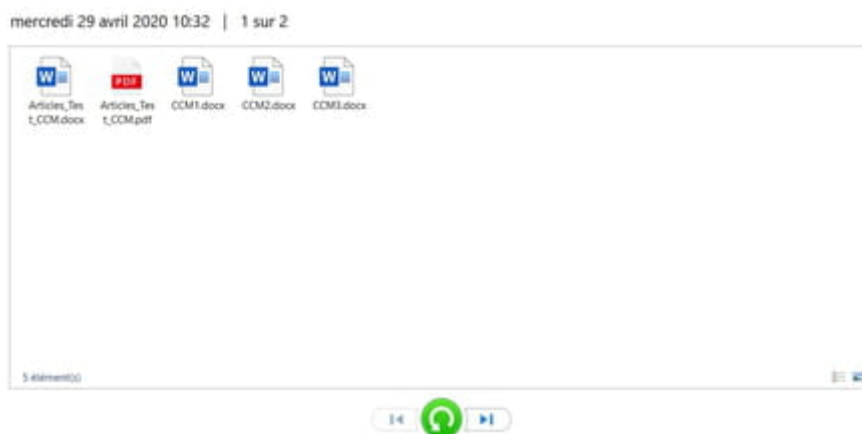 mercredi 29 avril 2020 10:32 | 1 sur 2
W W W W
PDF
Articles_Tes Articles_Tes CCM1.docx CCM2.docx CCM3.docx
t_CCM.docx t_CCM.pdf
5 élément(s)